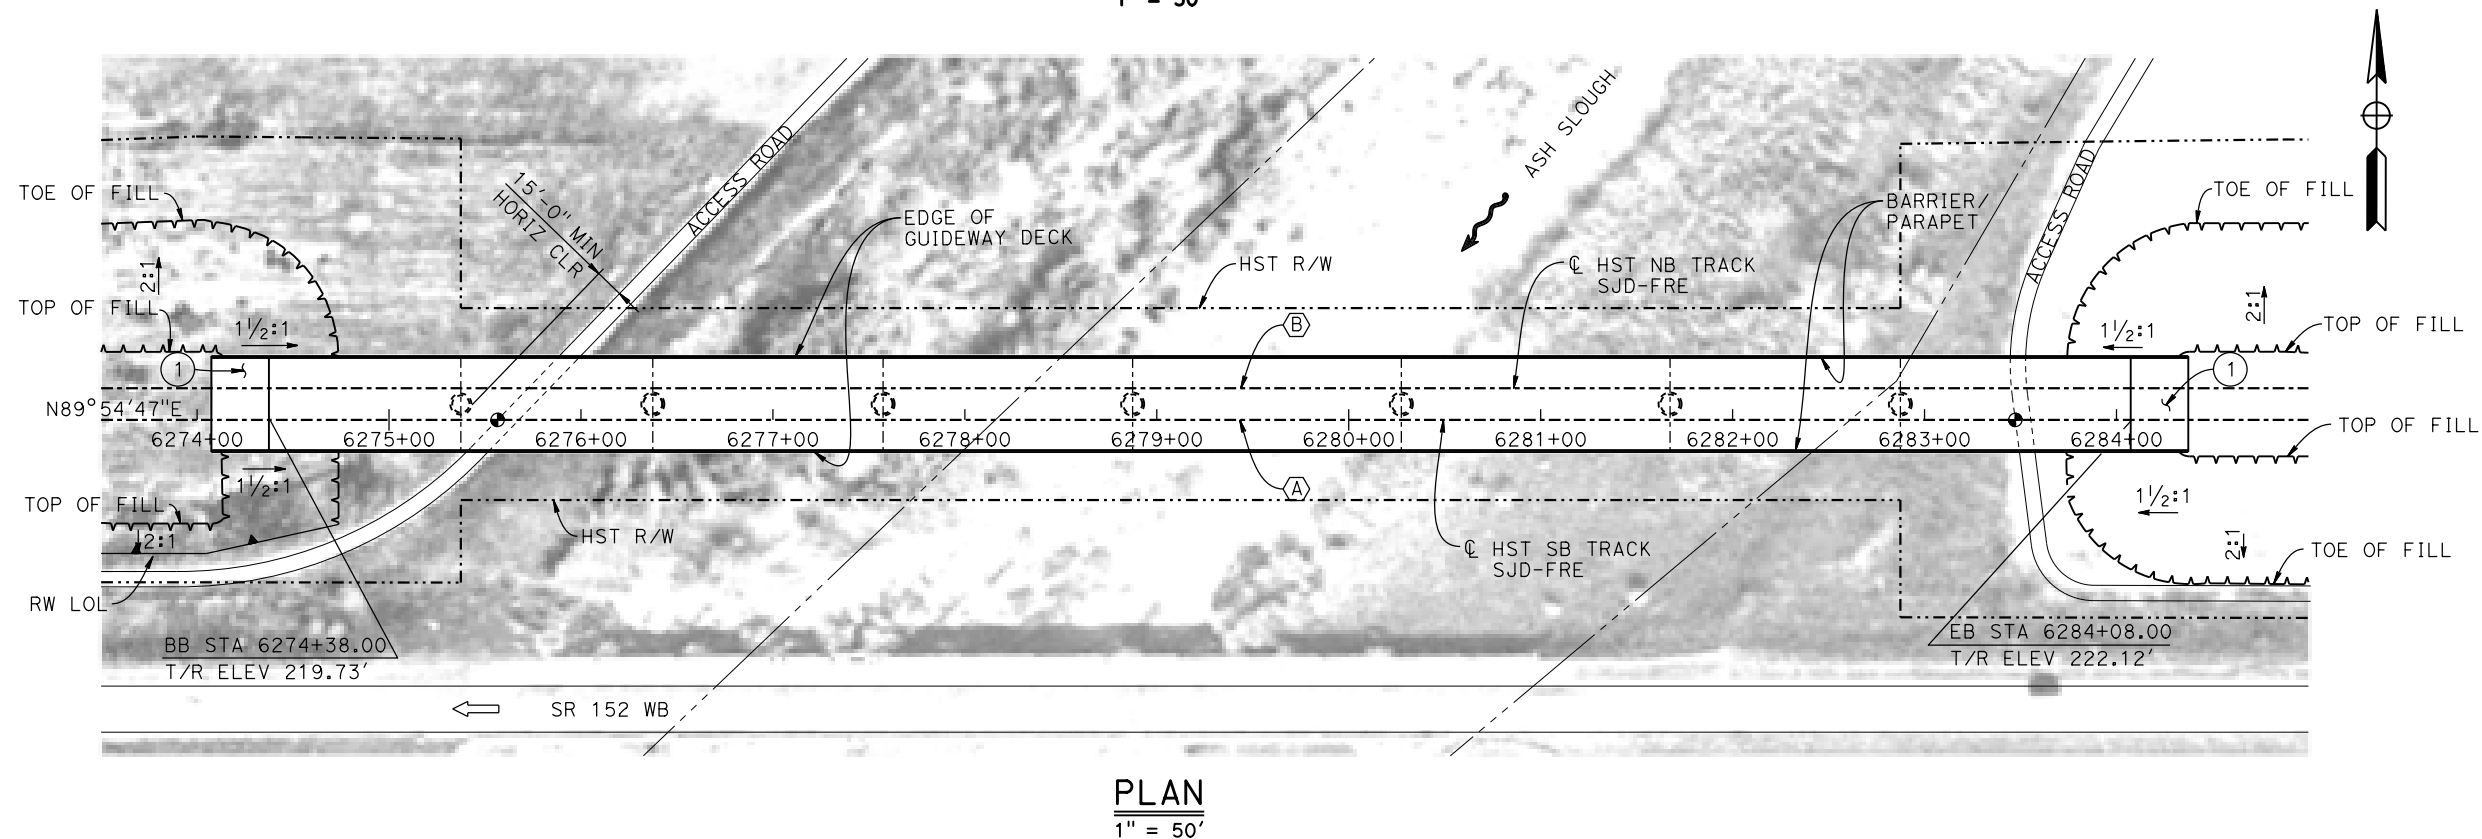 1" = 50'
ASH SLOUGH
ACCESS ROAD
ACCESS ROAD
15'-0" MIN
HORIZ CLR
TOE OF FILL
TOE OF FILL
BARRIER/
PARAPET
EDGE OF
GUIDEWAY DECK
HST R/W
℄ HST NB TRACK
SJD-FRE
2:1
2:1
TOP OF FILL
1½:1
B
1½:1
TOP OF FILL
1
1
N89°54'47"E
6274+00
6275+00
6276+00
6277+00
6278+00
6279+00
6280+00
6281+00
6282+00
6283+00
6284+00
TOP OF FILL
1½:1
A
1½:1
TOP OF FILL
2:1
HST R/W
℄ HST SB TRACK
SJD-FRE
2:1
TOE OF FILL
RW LOL
BB STA 6274+38.00
T/R ELEV 219.73'
EB STA 6284+08.00
T/R ELEV 222.12'
SR 152 WB
PLAN
1" = 50'